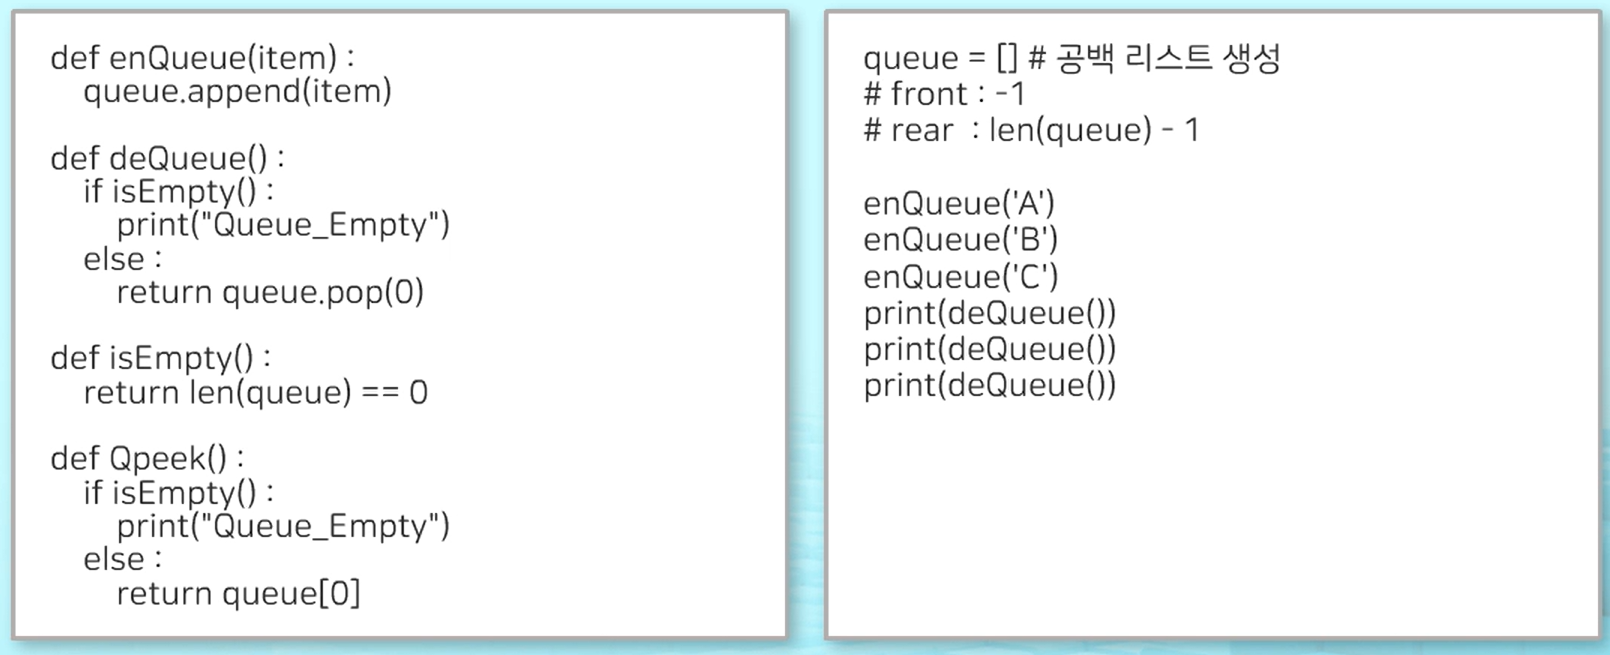 def enQueue(item) :
    queue.append(item)

def deQueue() :
    if isEmpty() :
        print("Queue_Empty")
    else :
        return queue.pop(0)

def isEmpty() :
    return len(queue) == 0

def Qpeek() :
    if isEmpty() :
        print("Queue_Empty")
    else :
        return queue[0]

queue = [] # 공백 리스트 생성
# front : -1
# rear  : len(queue) - 1

enQueue('A')
enQueue('B')
enQueue('C')
print(deQueue())
print(deQueue())
print(deQueue())